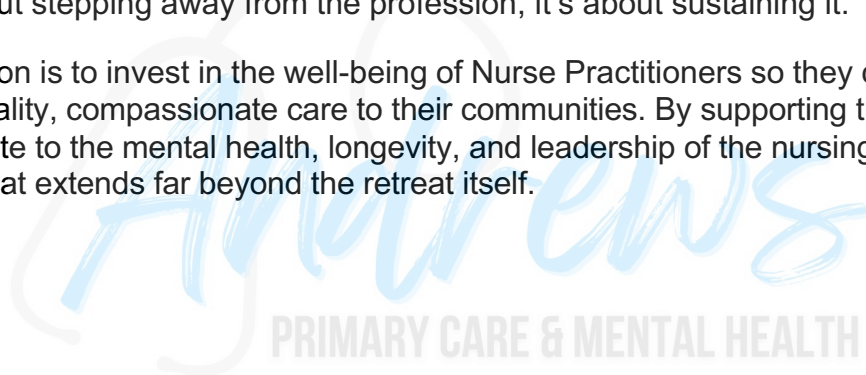 ut stepping away from the profession, it's about sustaining it.
on is to invest in the well-being of Nurse Practitioners so they
ality, compassionate care to their communities. By supporting
te to the mental health, longevity, and leadership of the nursing
at extends far beyond the retreat itself.
Andrews
PRIMARY CARE & MENTAL HEALTH